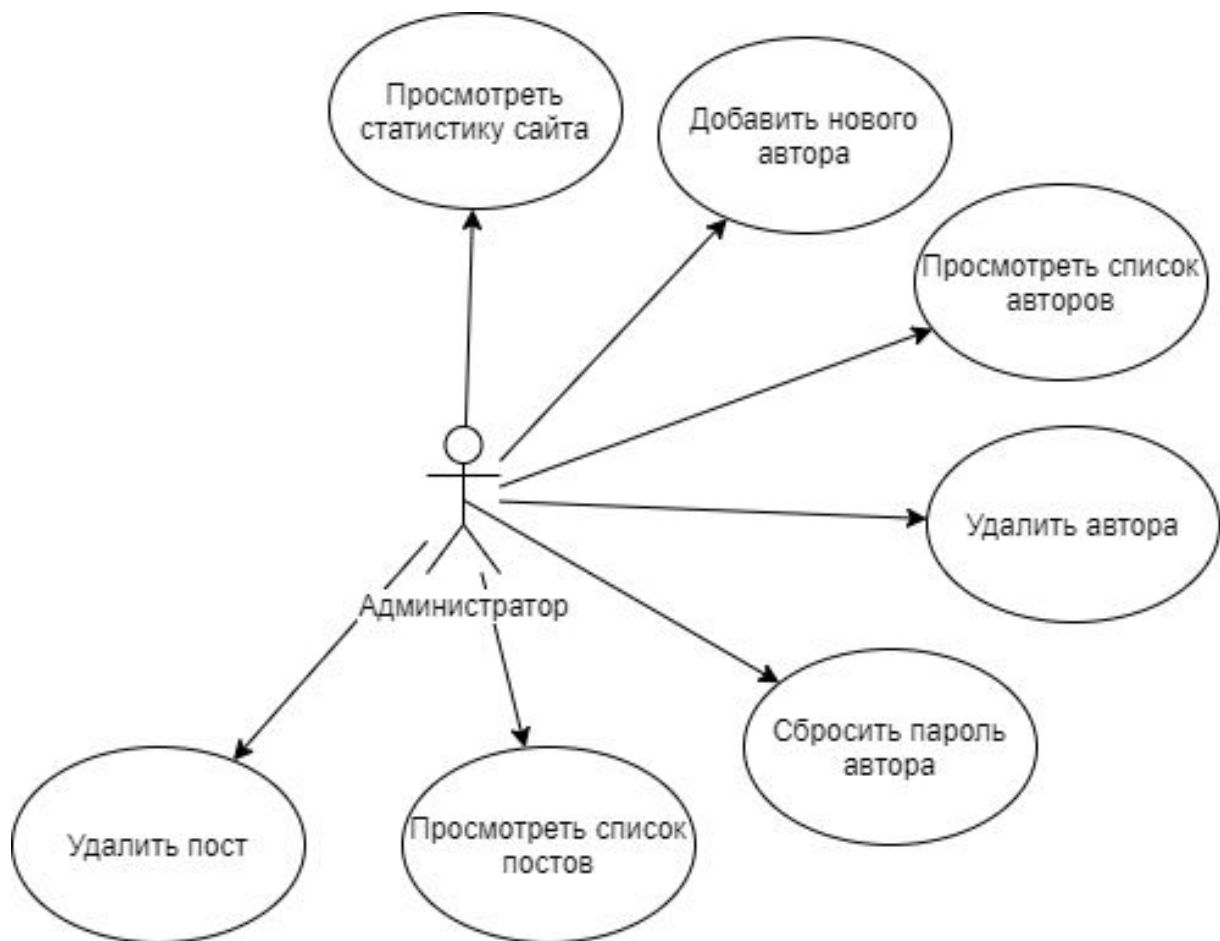 Просмотреть
статистику сайта
Добавить нового
автора
Просмотреть список
авторов
Удалить автора
Администратор
Сбросить пароль
автора
Просмотреть список
постов
Удалить пост